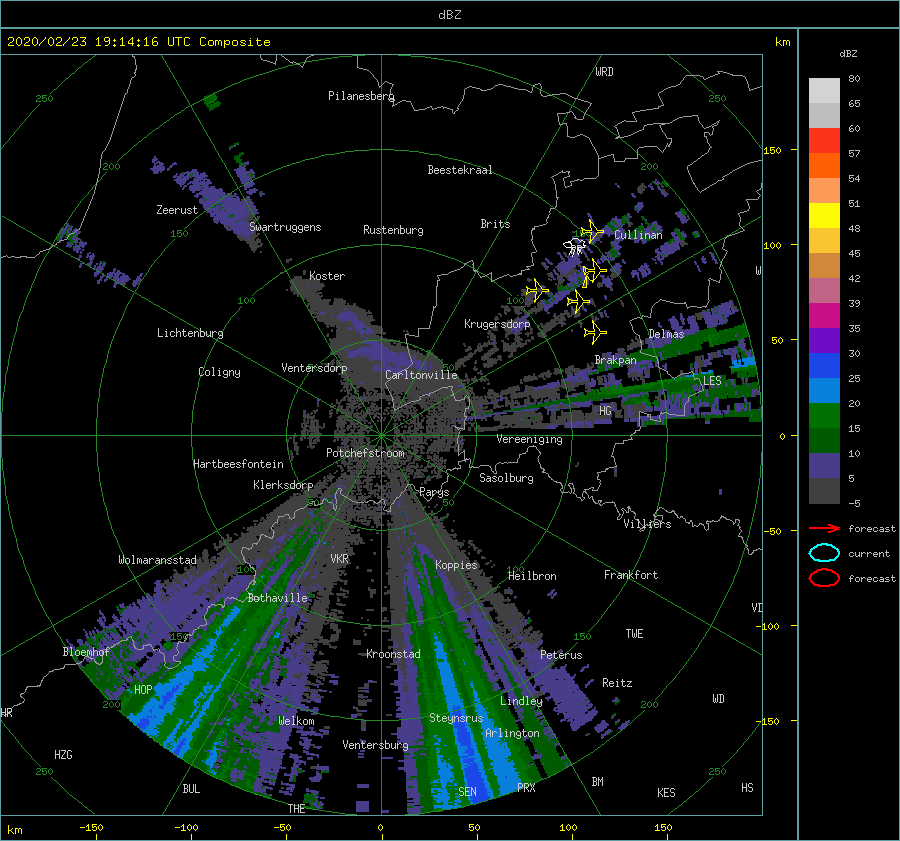 dBZ
2020/02/23 19:14:16 UTC Composite
km
dBZ
WRD
80
250
Pilanesberg
250
65
60
150
57
200
200
Beestekraal
54
Zeerust
51
Swartruggens
Rustenburg
Brits
150
Cullinan
48
100
45
W
Koster
42
100
100
39
Krugersdorp
35
Lichtenburg
Delmas
50
30
Brakpan
Ventersdorp
Coligny
Carltonville
LES
25
20
HG
15
Vereeniging
0
Potchefstroom
10
Hartbeesfontein
Sasolburg
5
Klerksdorp
Parys
50
50
-5
Villiers
forecast
-50
Wolmaransstad
VKR
Koppies
current
100
100
Heilbron
Frankfort
forecast
Bothaville
VI
-100
150
150
TWE
Bloemhof
Kroonstad
Petrus
Reitz
HOP
WD
200
Lindley
200
HR
Welkom
Steynsrus
-150
Arlington
Ventersburg
HZG
250
250
BM
BUL
SEN
PRX
KES
HS
THE
km
-150
-100
-50
0
50
100
150